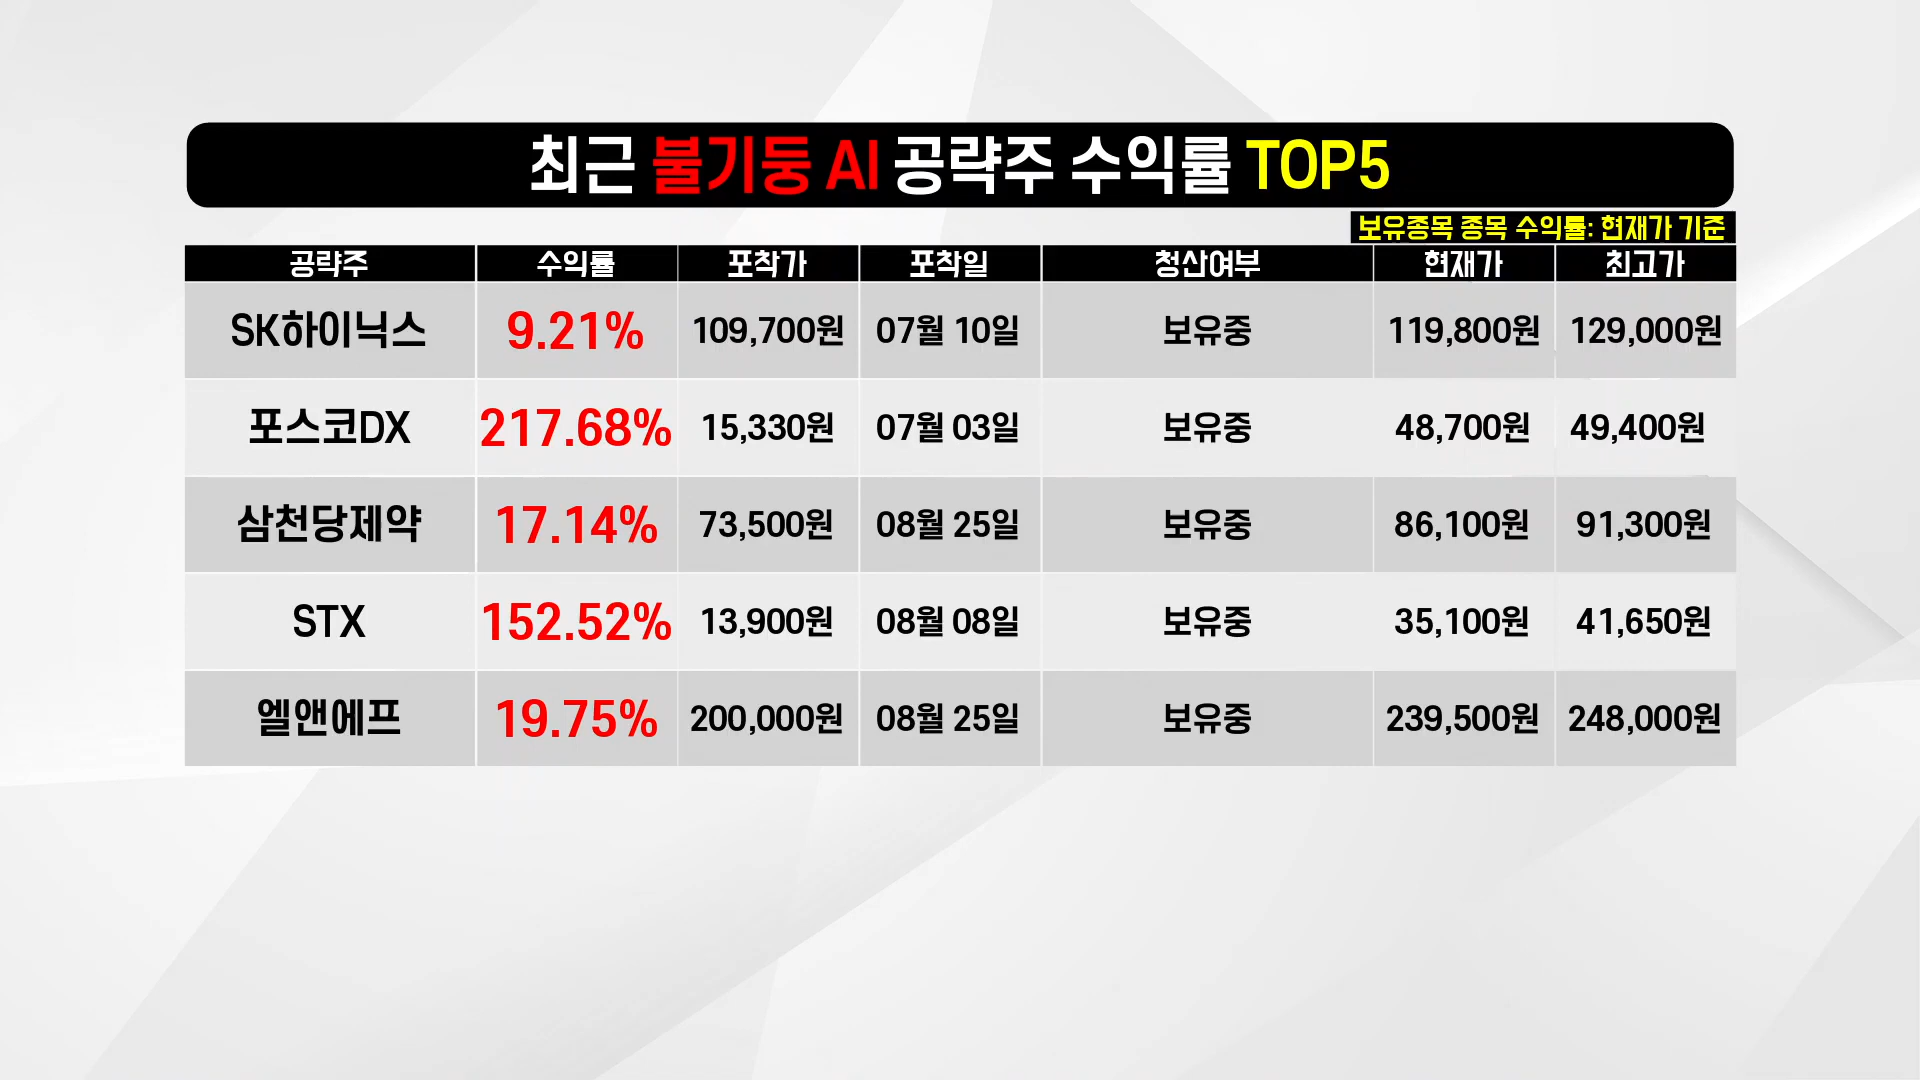 최근 불기둥 AI 공략주 수익률 TOP5
보유종목 종목 수익률: 현재가 기준
공략주 수익률 포착가 포착일 청산여부 현재가 최고가
SK하이닉스 9.21% 109,700원 07월 10일 보유중 119,800원 129,000원
포스코DX 217.68% 15,330원 07월 03일 보유중 48,700원 49,400원
삼천당제약 17.14% 73,500원 08월 25일 보유중 86,100원 91,300원
STX 152.52% 13,900원 08월 08일 보유중 35,100원 41,650원
엘앤에프 19.75% 200,000원 08월 25일 보유중 239,500원 248,000원